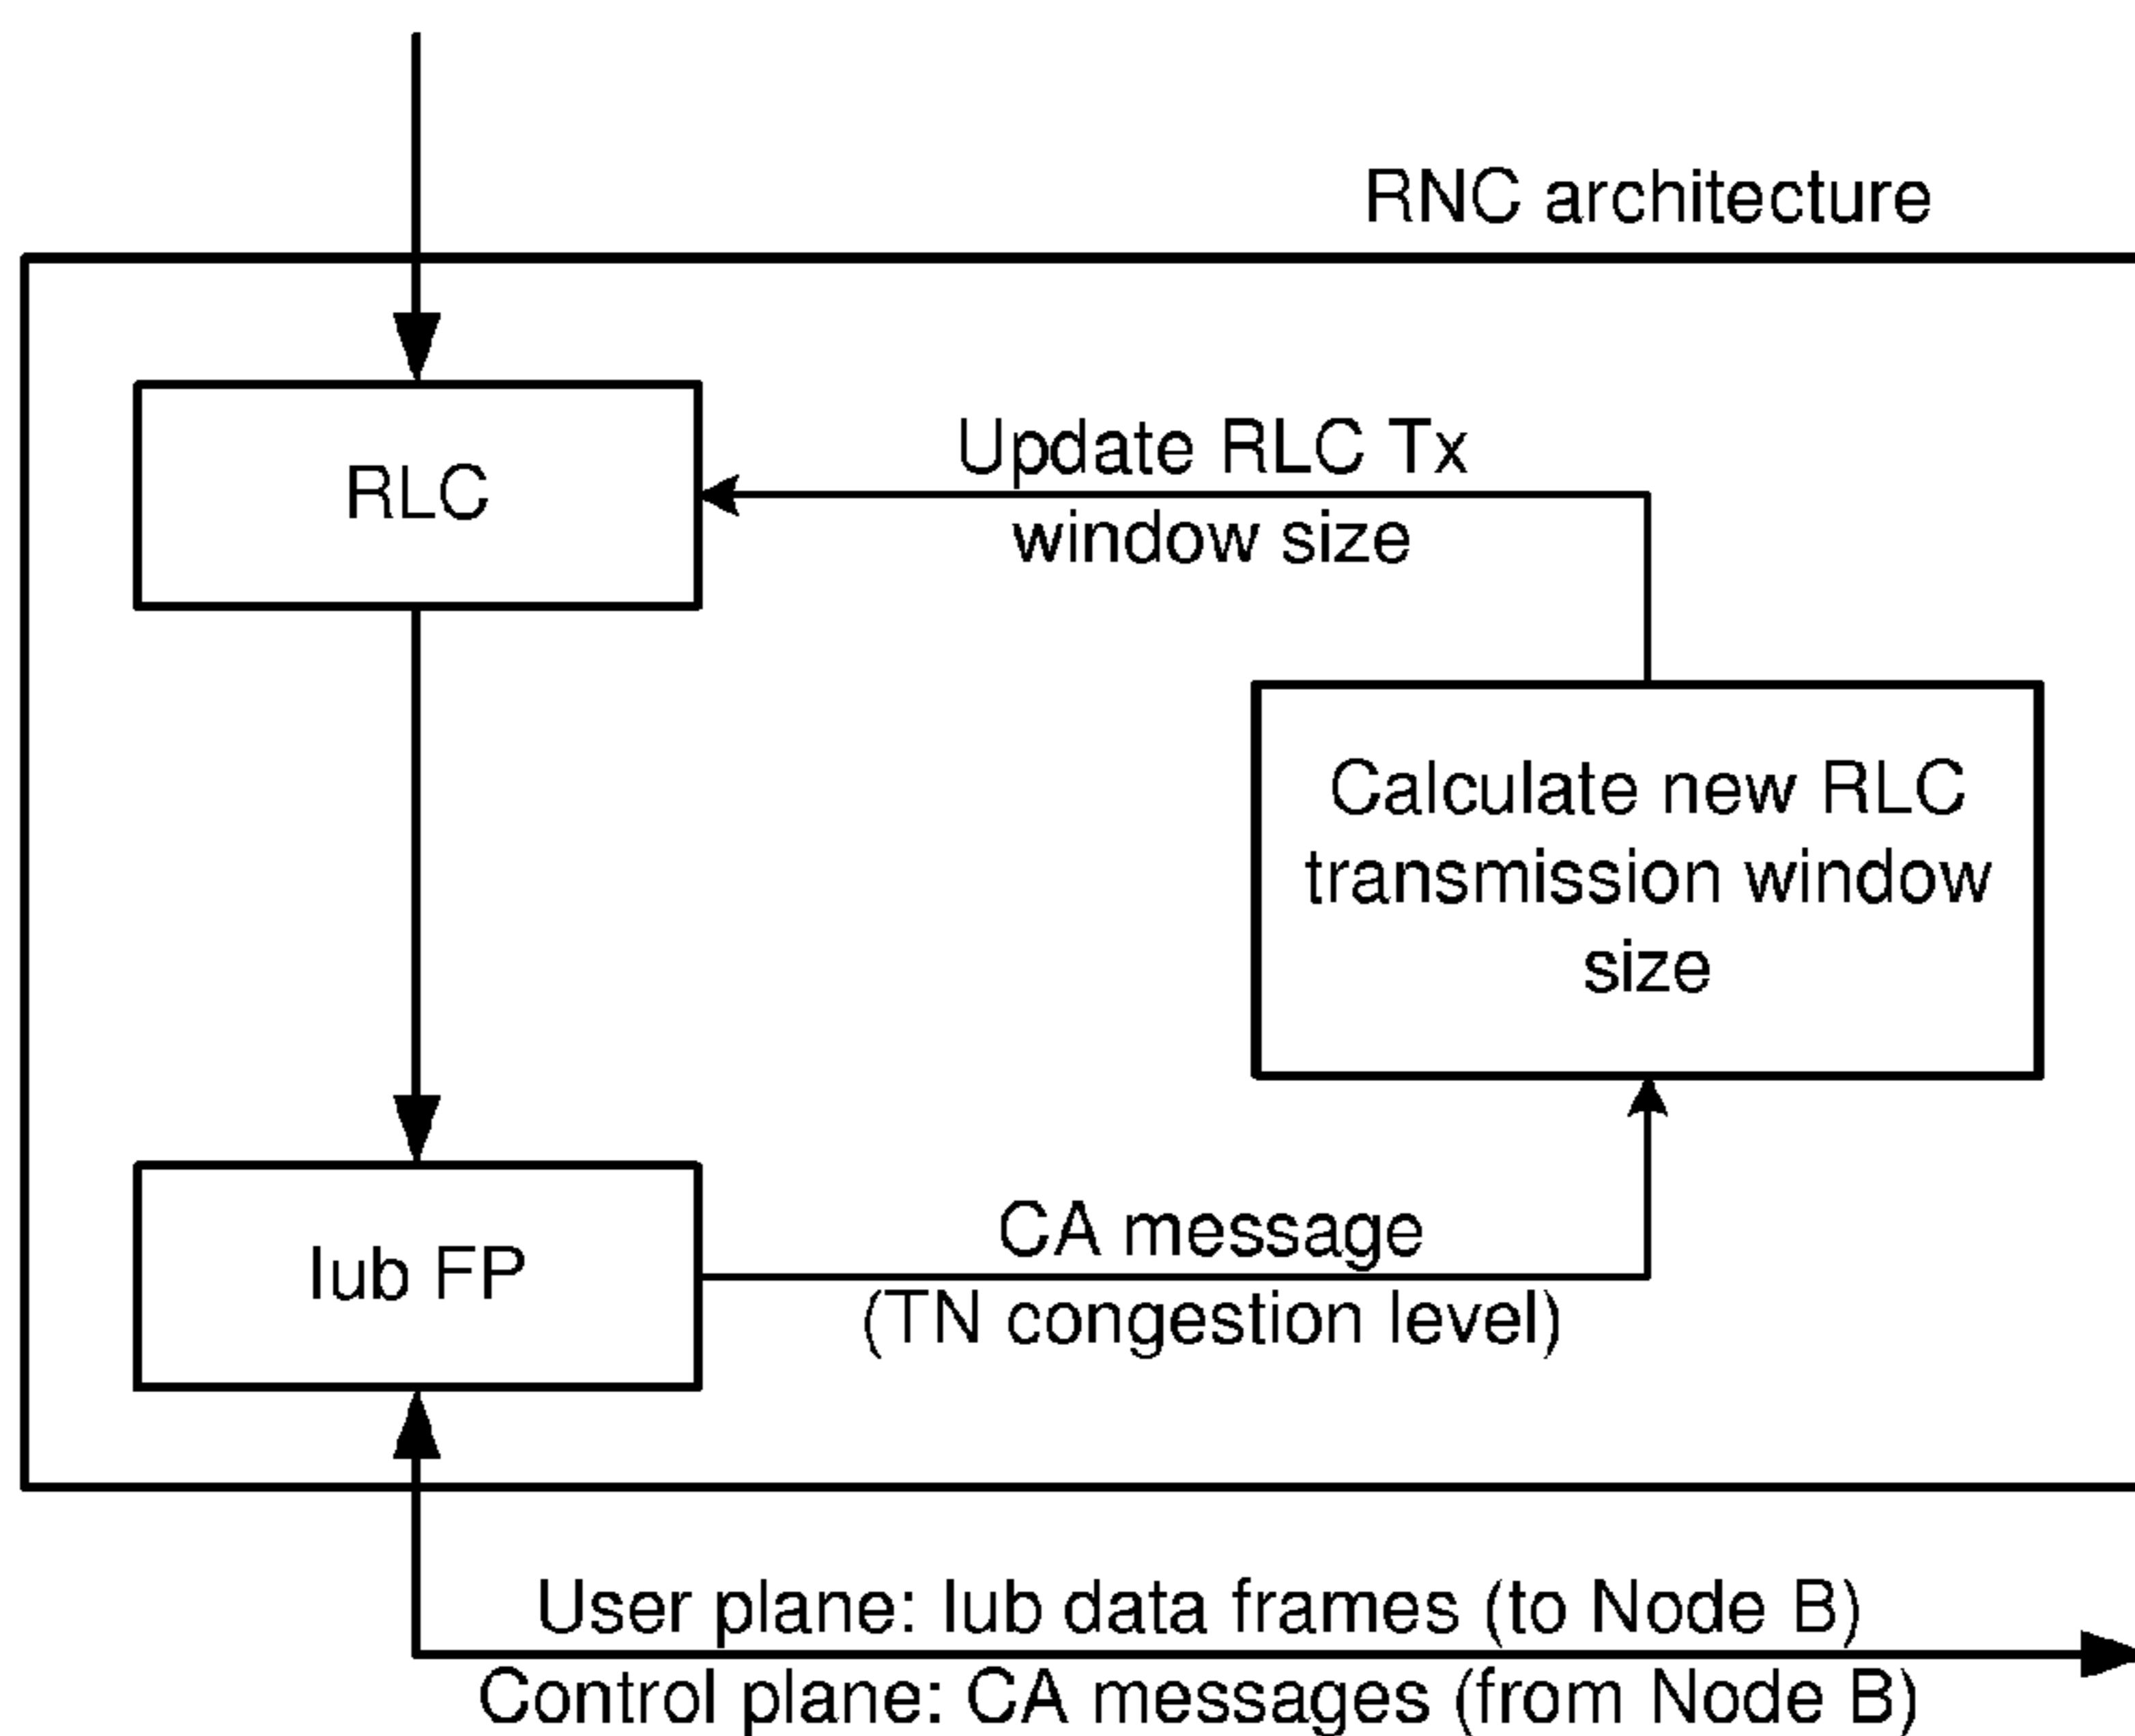 RNC architecture
RLC
Update RLC Tx
window size
Calculate new RLC
transmission window
size
Iub FP
CA message
(TN congestion level)
User plane: Iub data frames (to Node B)
Control plane: CA messages (from Node B)